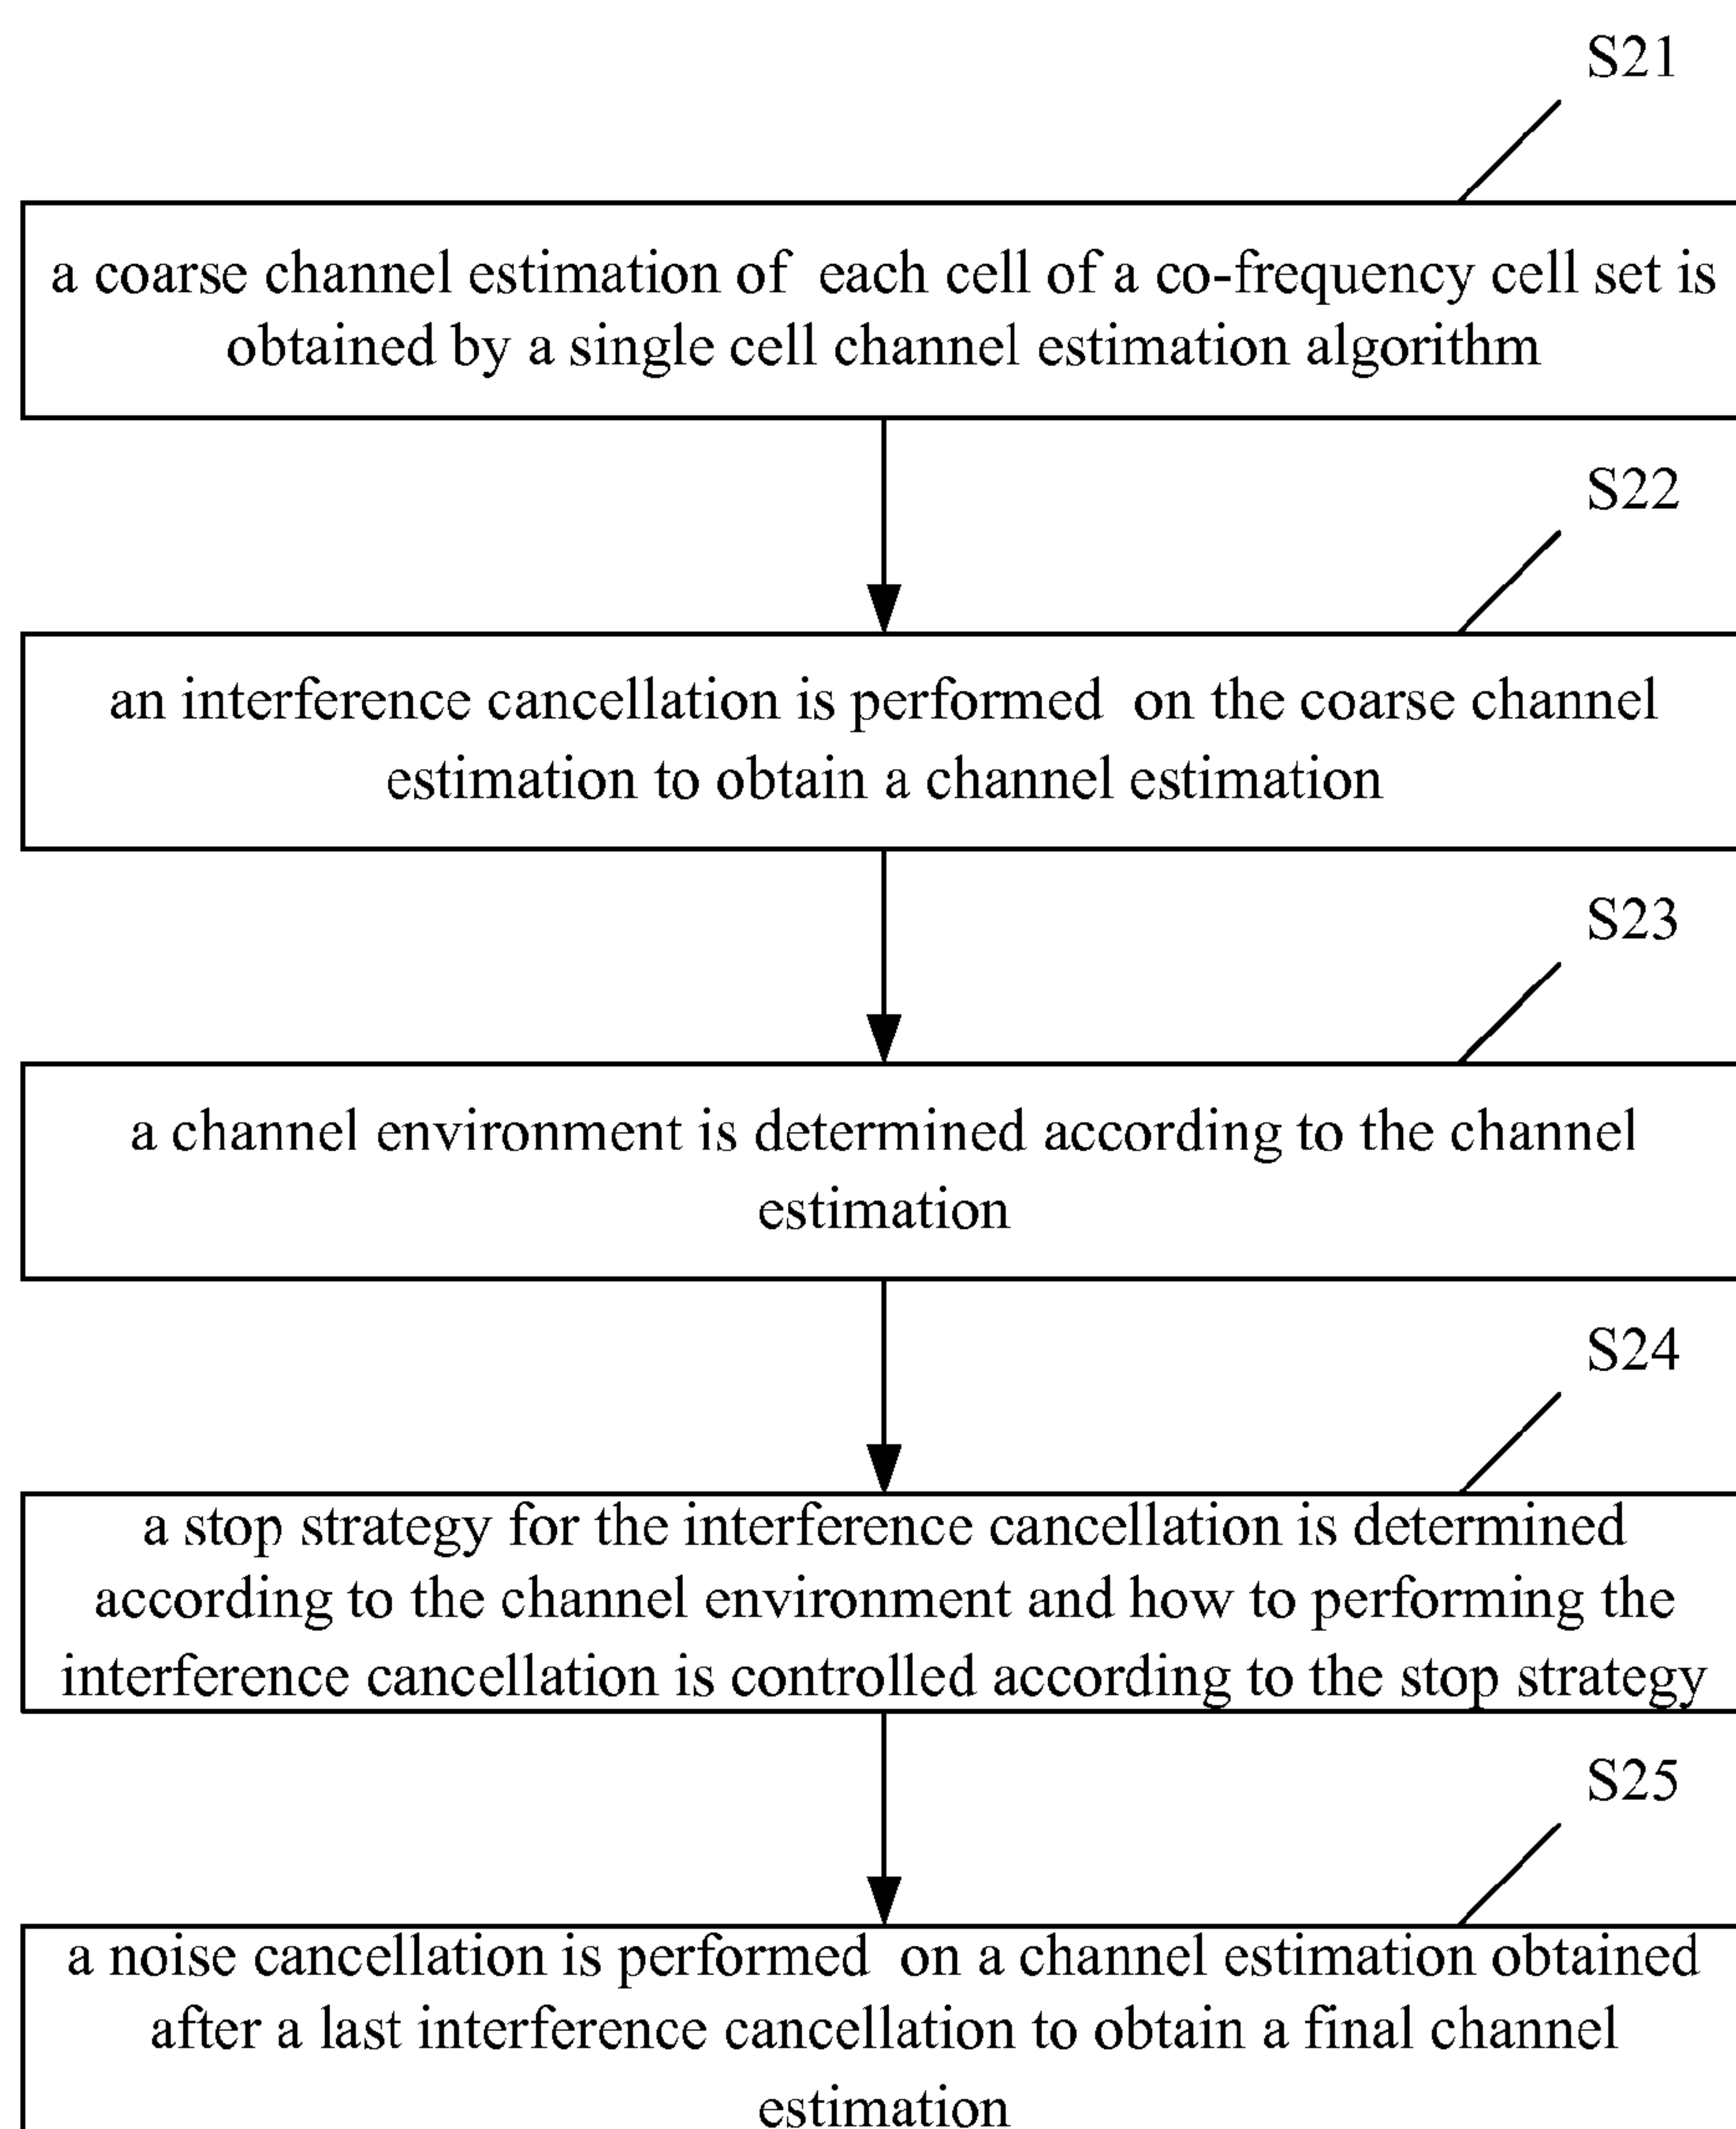 S21
a coarse channel estimation of each cell of a co-frequency cell set is
obtained by a single cell channel estimation algorithm
S22
an interference cancellation is performed on the coarse channel
estimation to obtain a channel estimation
S23
a channel environment is determined according to the channel
estimation
S24
a stop strategy for the interference cancellation is determined
according to the channel environment and how to performing the
interference cancellation is controlled according to the stop strategy
S25
a noise cancellation is performed on a channel estimation obtained
after a last interference cancellation to obtain a final channel
estimation